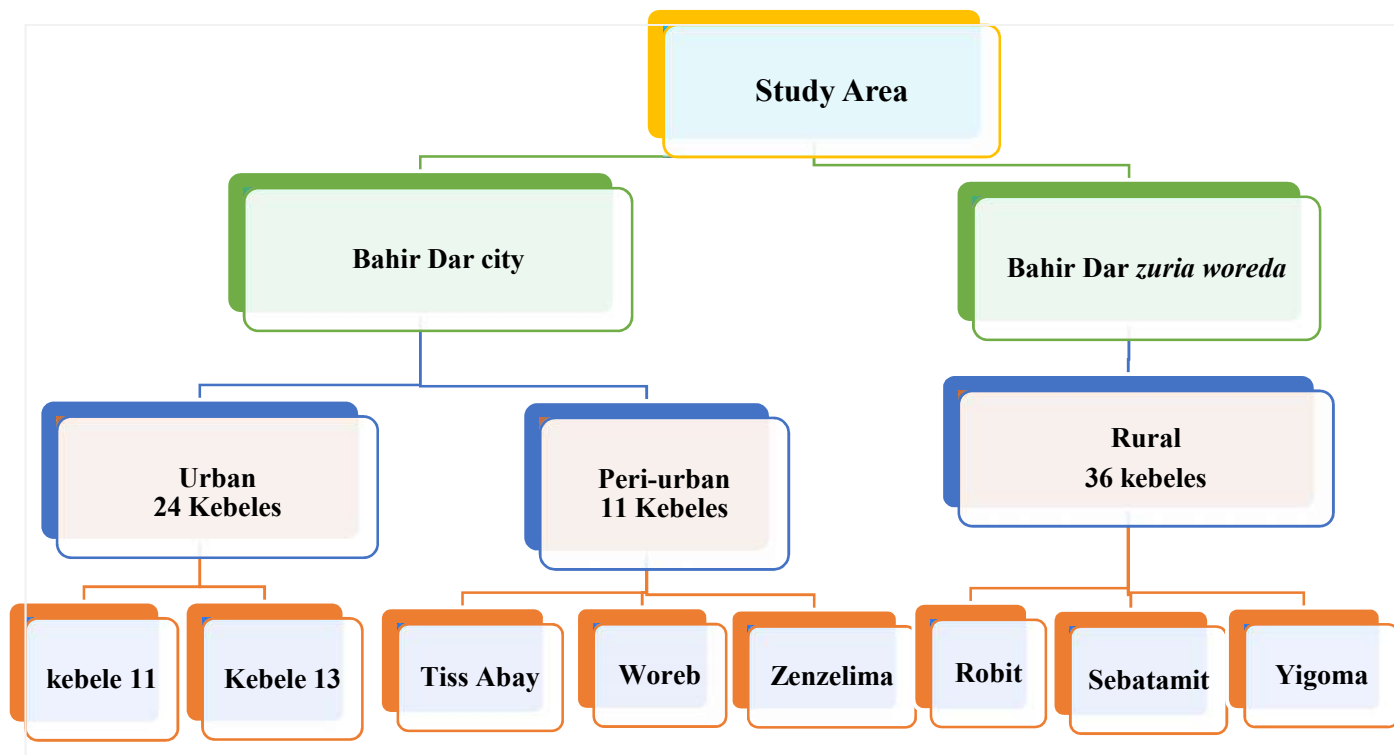 Study Area
Bahir Dar city
Bahir Dar zuria woreda
Urban
24 Kebeles
Peri-urban
11 Kebeles
Rural
36 kebeles
kebele 11
Kebele 13
Tiss Abay
Woreb
Zenzelima
Robit
Sebatamit
Yigoma